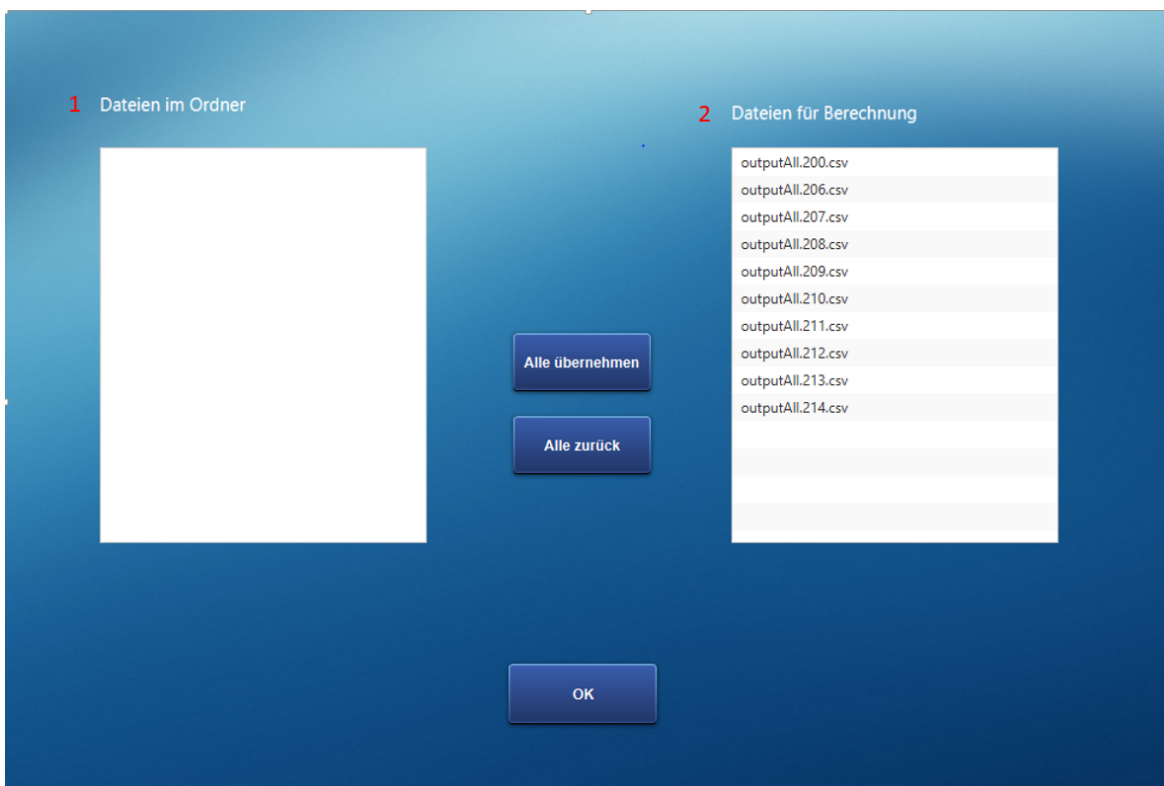 1 Dateien im Ordner
2 Dateien für Berechnung
outputAll.200.csv
outputAll.206.csv
outputAll.207.csv
outputAll.208.csv
outputAll.209.csv
outputAll.210.csv
outputAll.211.csv
outputAll.212.csv
outputAll.213.csv
outputAll.214.csv
Alle übernehmen
Alle zurück
OK